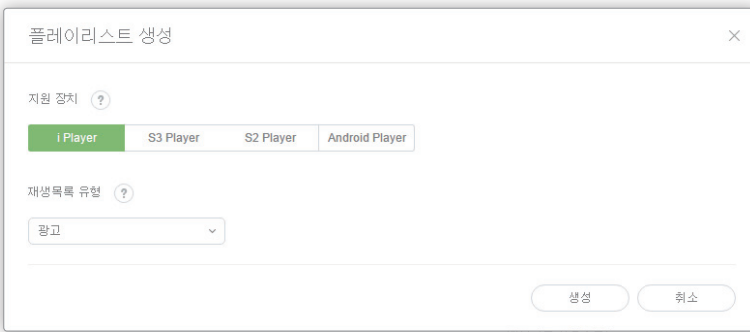 플레이리스트 생성
×
지원 장치 ?
i Player S3 Player S2 Player Android Player
재생목록 유형 ?
광고
생성 취소